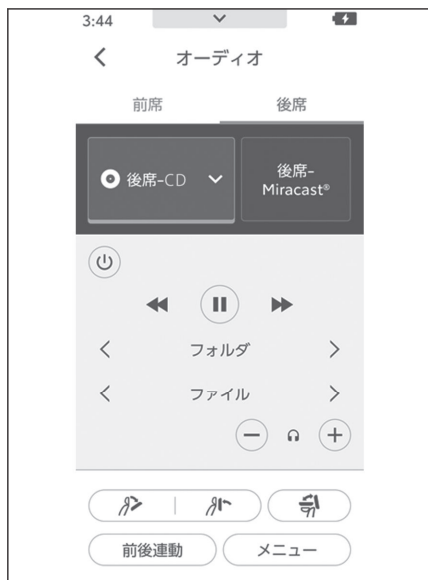 3:44
オーディオ
前席
後席
後席-CD
後席-
Miracast®
フォルダ
ファイル
前後連動
メニュー